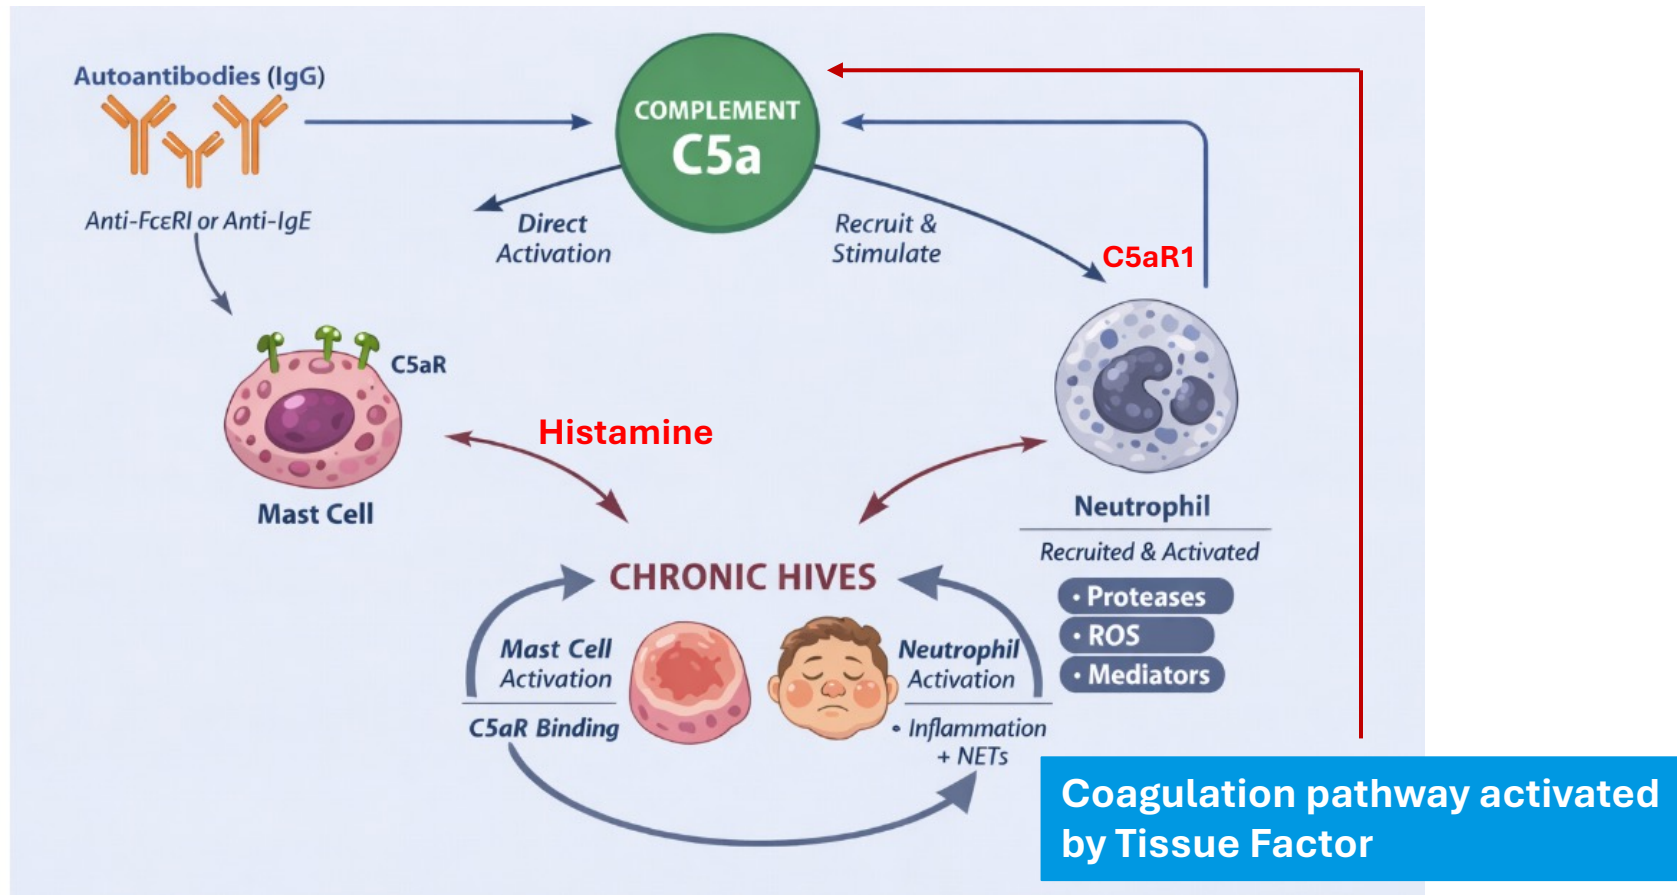 Autoantibodies (IgG)
Anti-FcεRI or Anti-IgE
COMPLEMENT
C5a
Direct
Activation
Recruit &
Stimulate
C5aR1
C5aR
Mast Cell
Histamine
Neutrophil
Recruited & Activated
• Proteases
• ROS
• Mediators
CHRONIC HIVES
Mast Cell
Activation
C5aR Binding
Neutrophil
Activation
• Inflammation
+ NETs
Coagulation pathway activated
by Tissue Factor